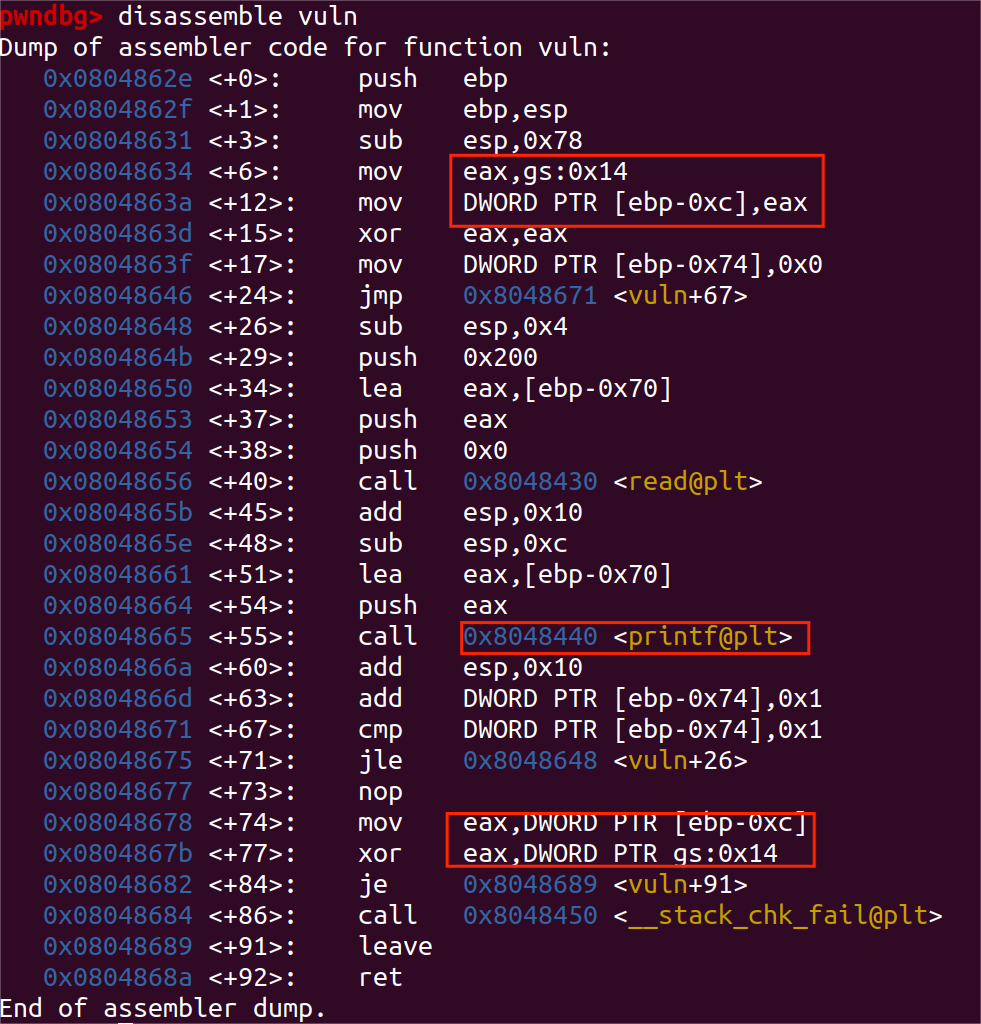 pwndbg> disassemble vuln
Dump of assembler code for function vuln:
0x0804862e <+0>: push ebp
0x0804862f <+1>: mov ebp,esp
0x08048631 <+3>: sub esp,0x78
0x08048634 <+6>: mov eax,gs:0x14
0x0804863a <+12>: mov DWORD PTR [ebp-0xc],eax
0x0804863d <+15>: xor eax,eax
0x0804863f <+17>: mov DWORD PTR [ebp-0x74],0x0
0x08048646 <+24>: jmp 0x8048671 <vuln+67>
0x08048648 <+26>: sub esp,0x4
0x0804864b <+29>: push 0x200
0x08048650 <+34>: lea eax,[ebp-0x70]
0x08048653 <+37>: push eax
0x08048654 <+38>: push 0x0
0x08048656 <+40>: call 0x8048430 <read@plt>
0x0804865b <+45>: add esp,0x10
0x0804865e <+48>: sub esp,0xc
0x08048661 <+51>: lea eax,[ebp-0x70]
0x08048664 <+54>: push eax
0x08048665 <+55>: call 0x8048440 <printf@plt>
0x0804866a <+60>: add esp,0x10
0x0804866d <+63>: add DWORD PTR [ebp-0x74],0x1
0x08048671 <+67>: cmp DWORD PTR [ebp-0x74],0x1
0x08048675 <+71>: jle 0x8048648 <vuln+26>
0x08048677 <+73>: nop
0x08048678 <+74>: mov eax,DWORD PTR [ebp-0xc]
0x0804867b <+77>: xor eax,DWORD PTR gs:0x14
0x08048682 <+84>: je 0x8048689 <vuln+91>
0x08048684 <+86>: call 0x8048450 <__stack_chk_fail@plt>
0x08048689 <+91>: leave
0x0804868a <+92>: ret
End of assembler dump.